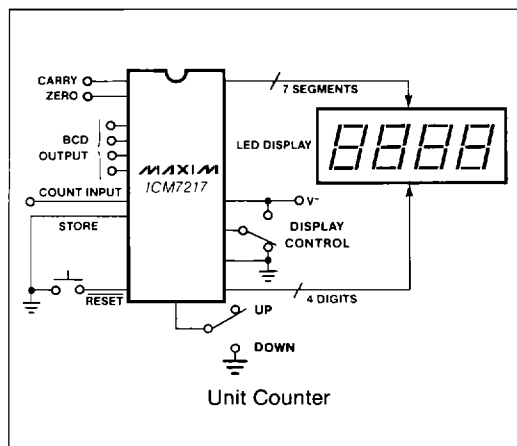 CARRY
ZERO
7 SEGMENTS
BCD
OUTPUT
LED DISPLAY
8888
MAXIM
ICM7217
COUNT INPUT
V-
STORE
DISPLAY
CONTROL
RESET
4 DIGITS
UP
DOWN
Unit Counter